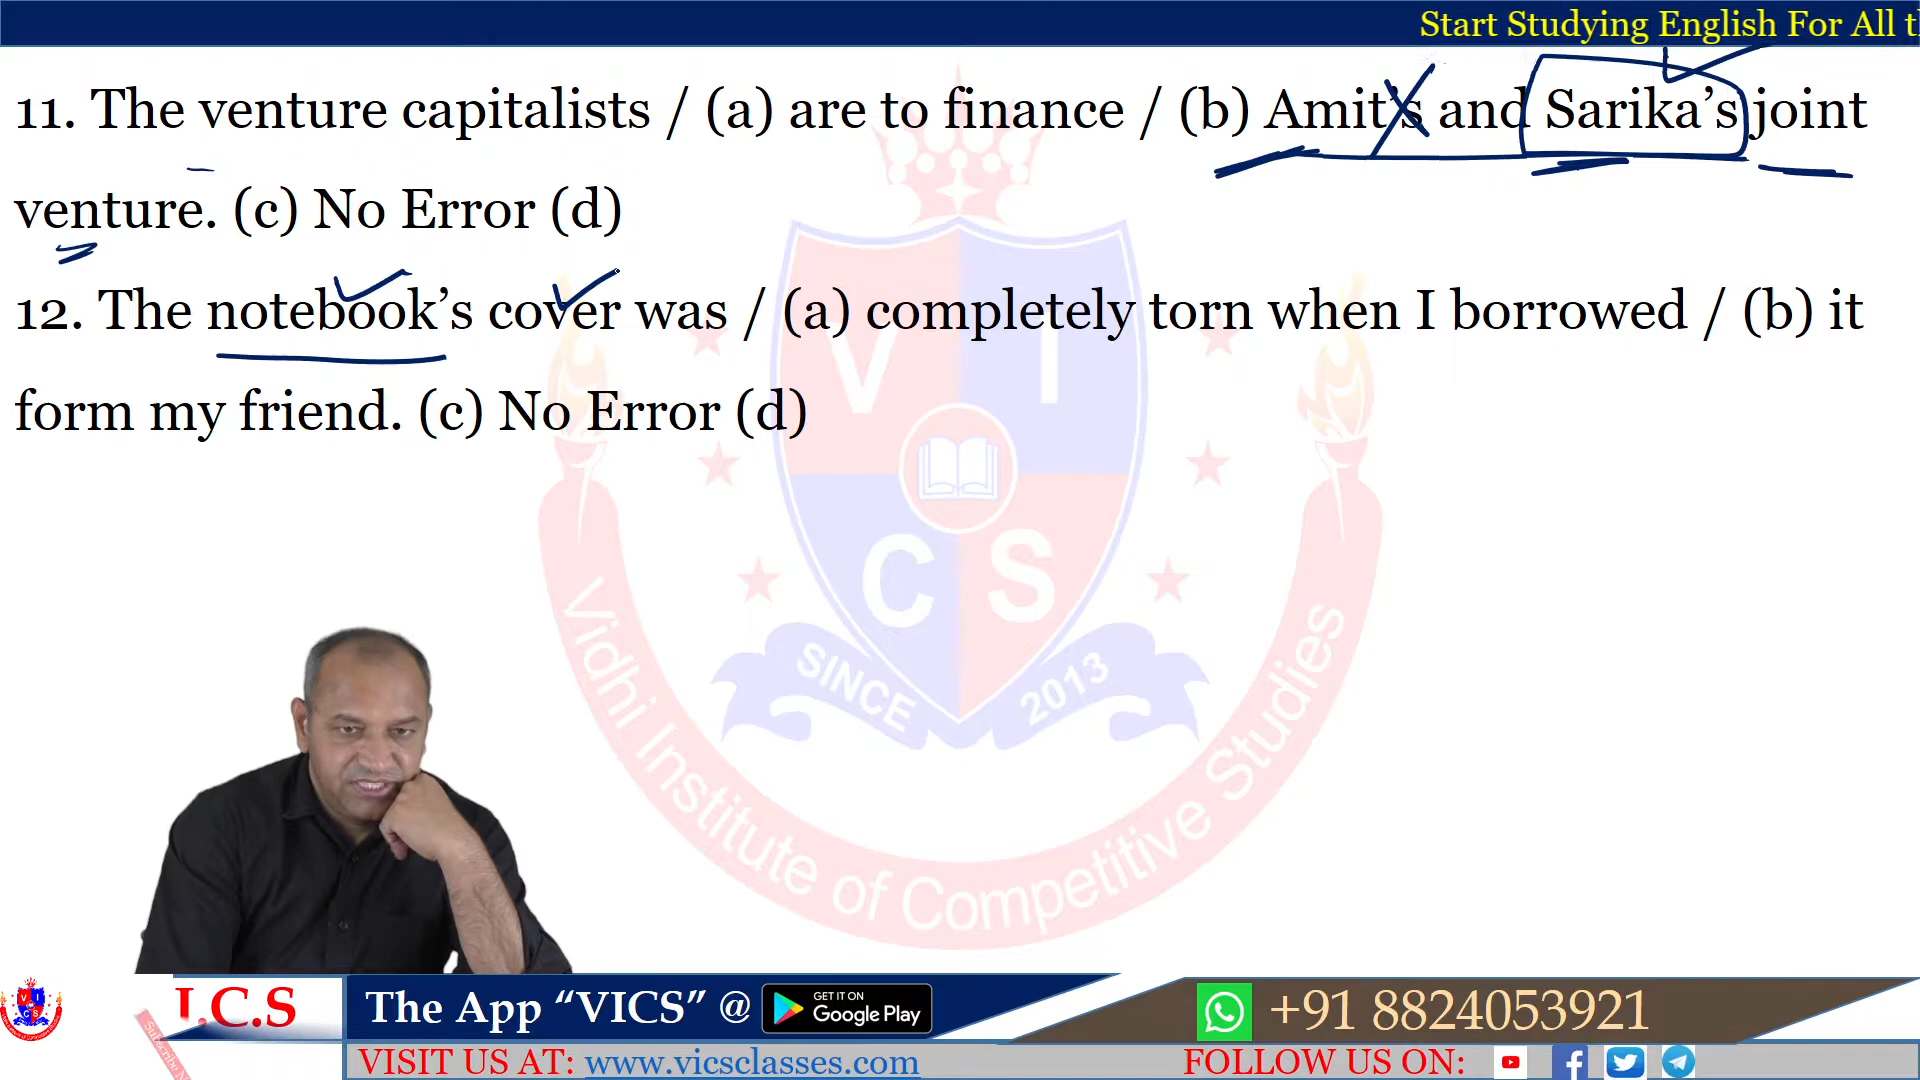 Start Studying English For All t
11. The venture capitalists / (a) are to finance / (b) Amit’s and Sarika’s joint
venture. (c) No Error (d)
12. The notebook’s cover was / (a) completely torn when I borrowed / (b) it
form my friend. (c) No Error (d)
V I
C S
SINCE 2013
Vidhi Institute of Competitive Studies
I.C.S
The App “VICS” @
GET IT ON
Google Play
+91 8824053921
VISIT US AT: www.vicsclasses.com
FOLLOW US ON: